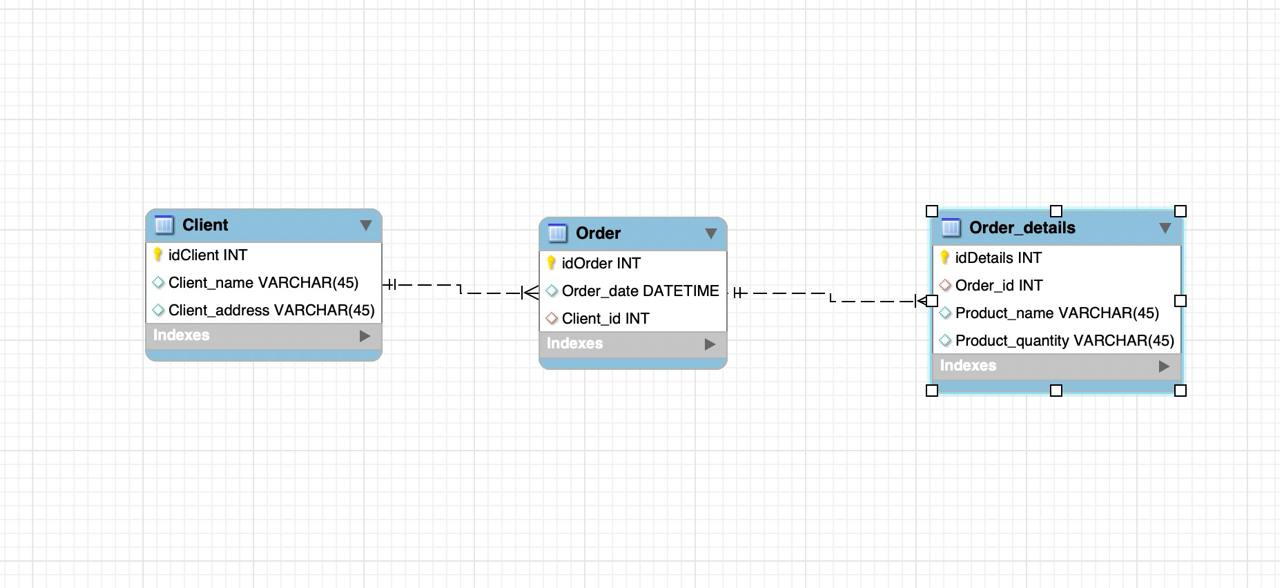 Client
idClient INT
Client_name VARCHAR(45)
Client_address VARCHAR(45)
Indexes
Order
idOrder INT
Order_date DATETIME
Client_id INT
Indexes
Order_details
idDetails INT
Order_id INT
Product_name VARCHAR(45)
Product_quantity VARCHAR(45)
Indexes